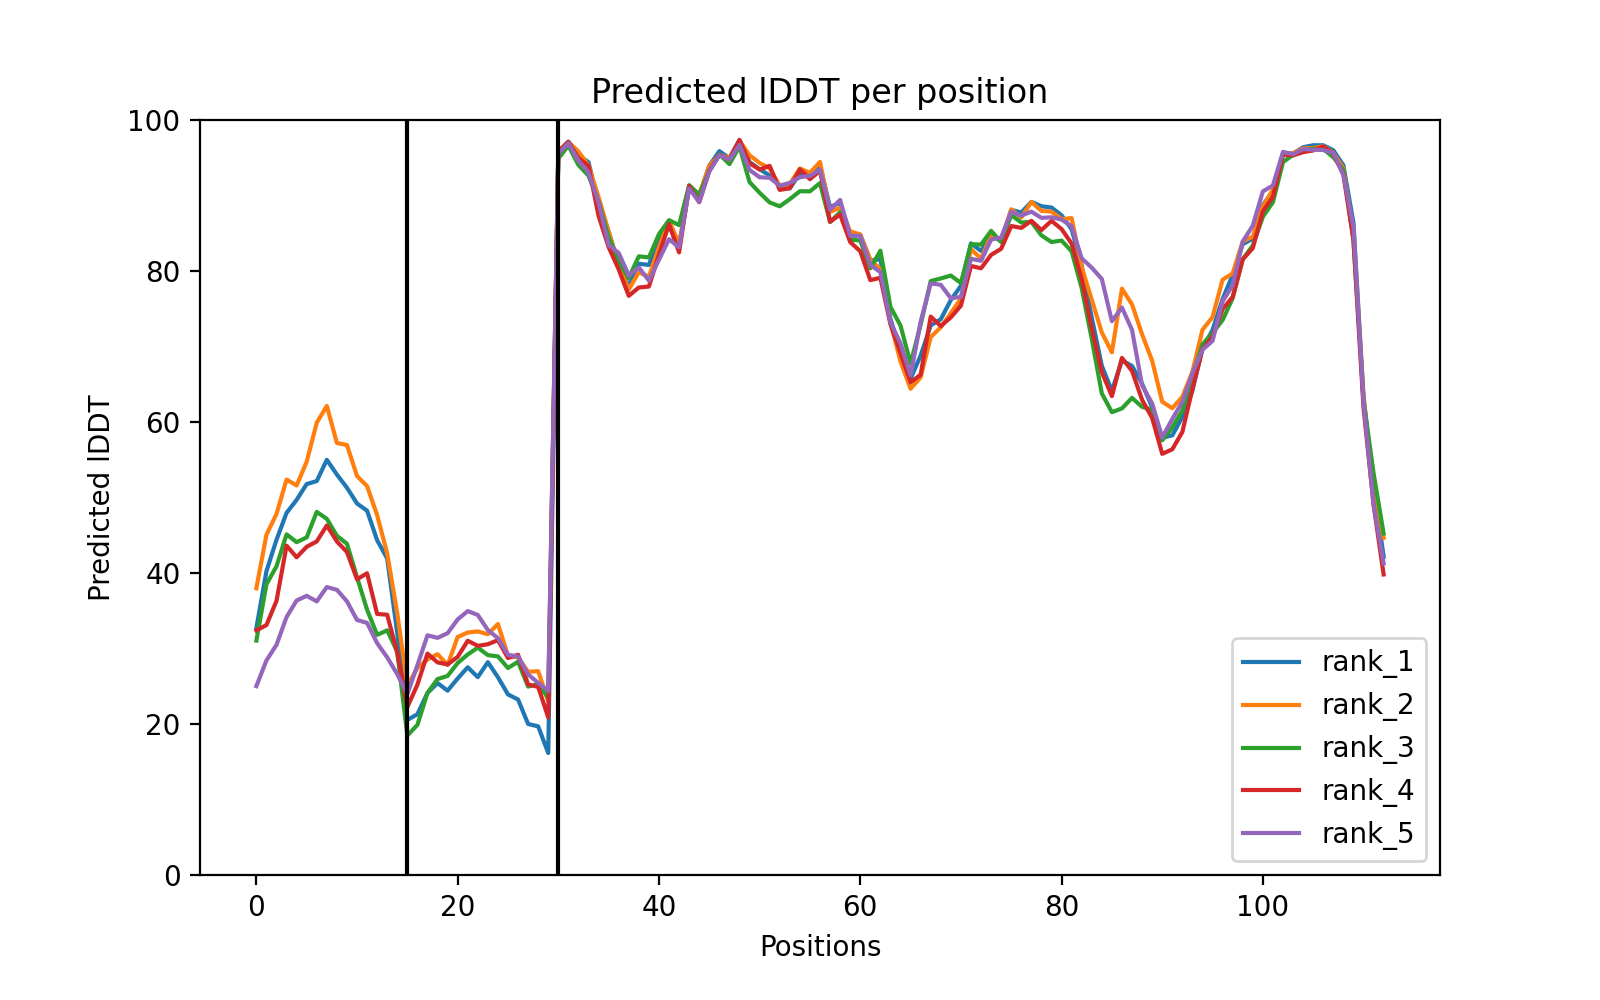 Predicted lDDT per position
100
80
60
40
20
0
Predicted lDDT
0 20 40 60 80 100
Positions
rank_1
rank_2
rank_3
rank_4
rank_5